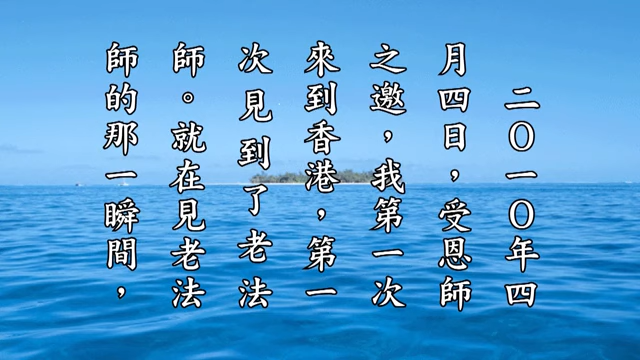 二〇一〇年四
月四日，受恩師
之邀，我第一次
來到香港，第一
次見到了老法
師。就在見老法
師的那一瞬間，